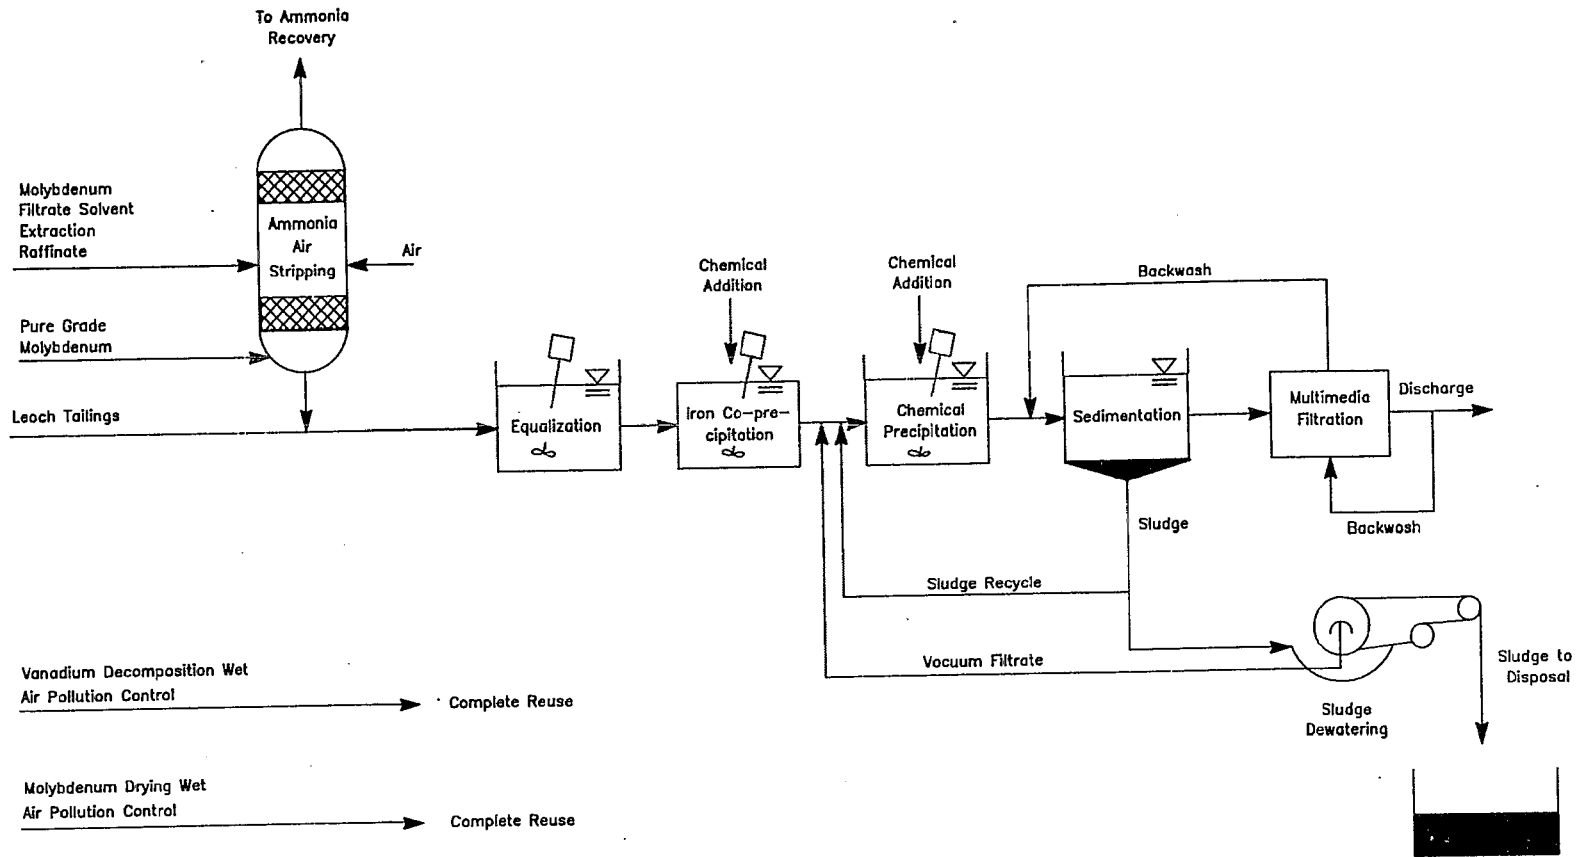 To Ammonia
Recovery
Molybdenum
Filtrate Solvent
Extraction
Raffinate
Ammonia
Air
Stripping
Air
Pure Grade
Molybdenum
Leach Tailings
Equalization
Chemical
Addition
Iron Co-pre-
cipitation
Chemical
Addition
Chemical
Precipitation
Backwash
Sedimentation
Multimedia
Filtration
Discharge
Backwash
Sludge
Sludge Recycle
Vacuum Filtrate
Sludge
Dewatering
Sludge to
Disposal
Vanadium Decomposition Wet
Air Pollution Control
Complete Reuse
Molybdenum Drying Wet
Air Pollution Control
Complete Reuse